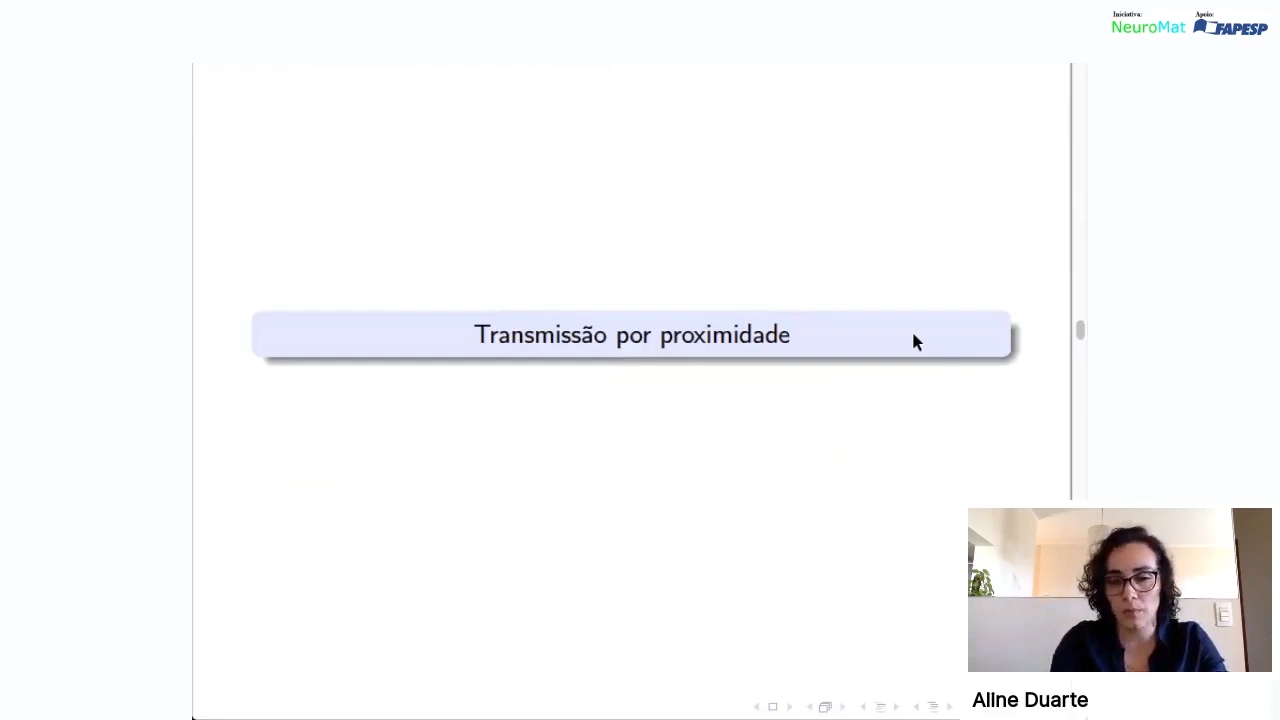 Iniciativa:
Apoio:
NeuroMat
FAPESP
Transmissão por proximidade
Aline Duarte